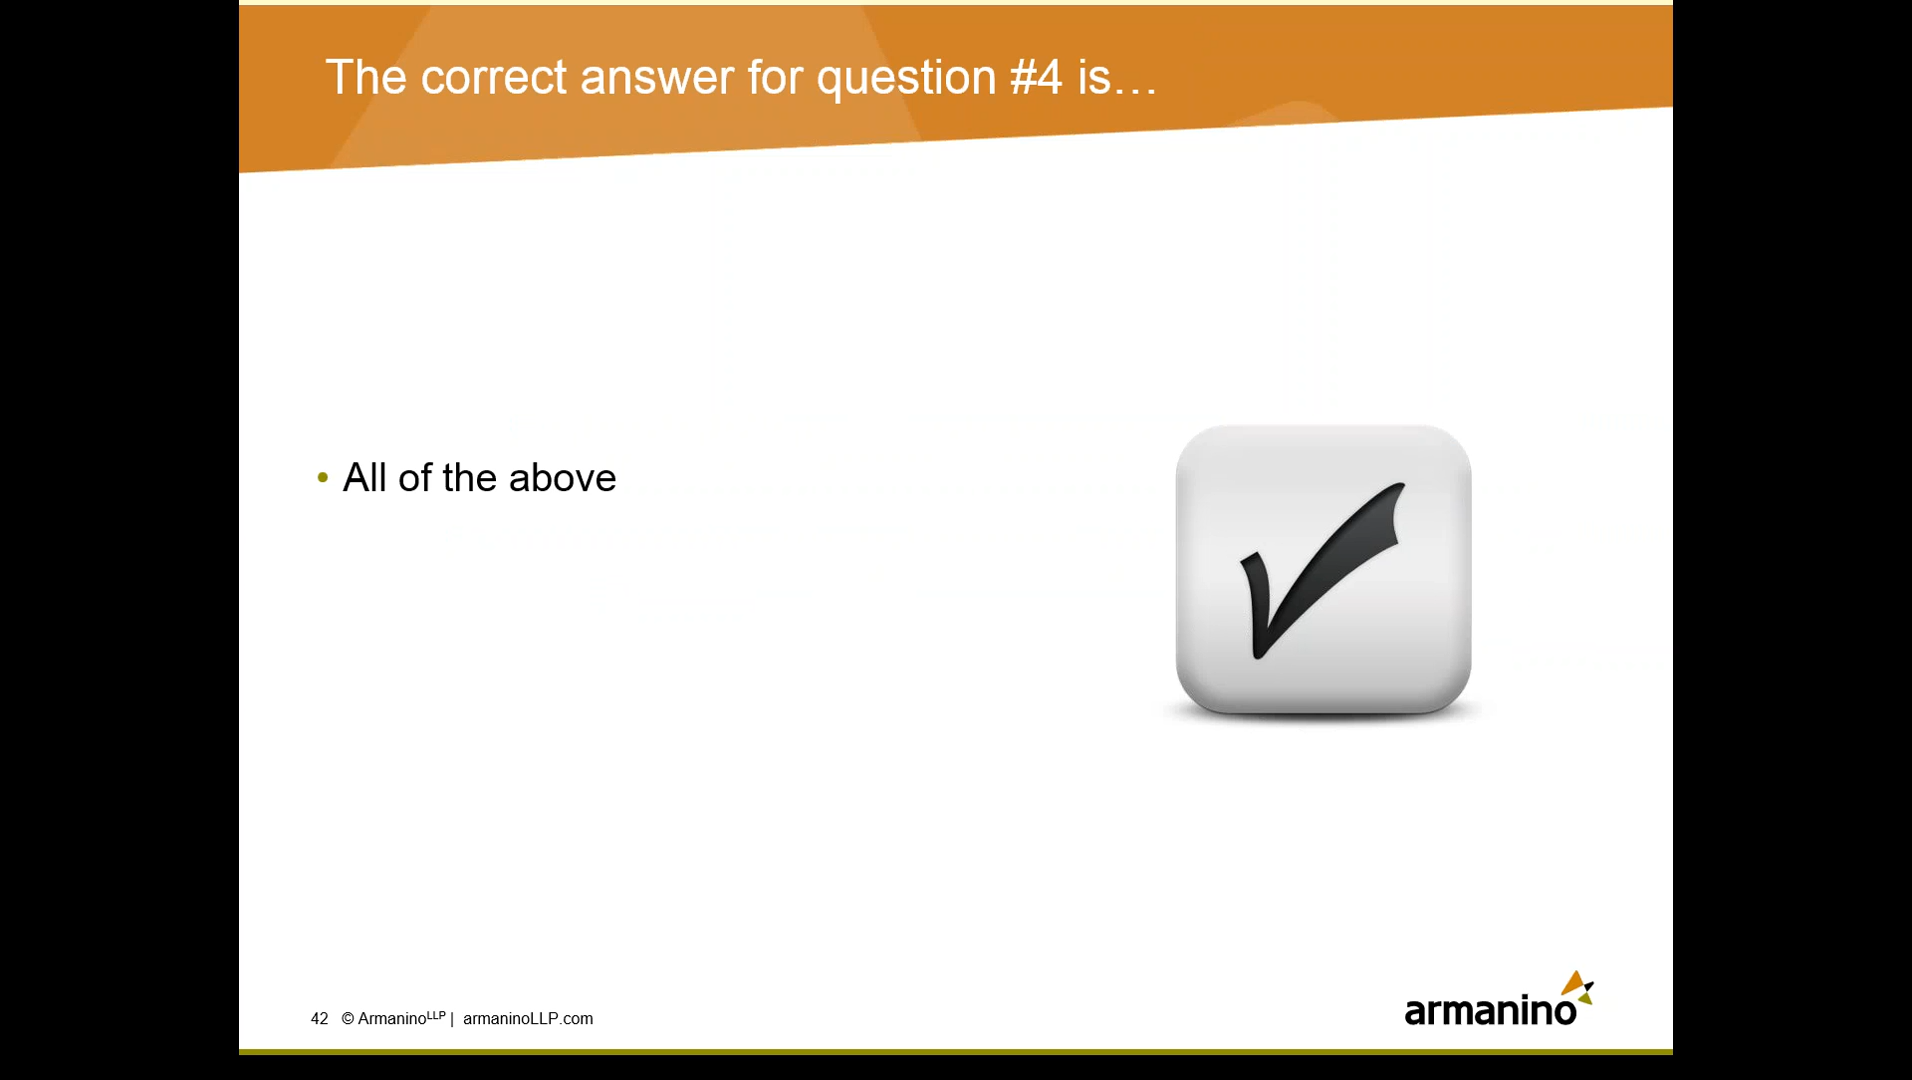 The correct answer for question #4 is…
• All of the above
42 © ArmaninoLLP | armaninoLLP.com
armanino